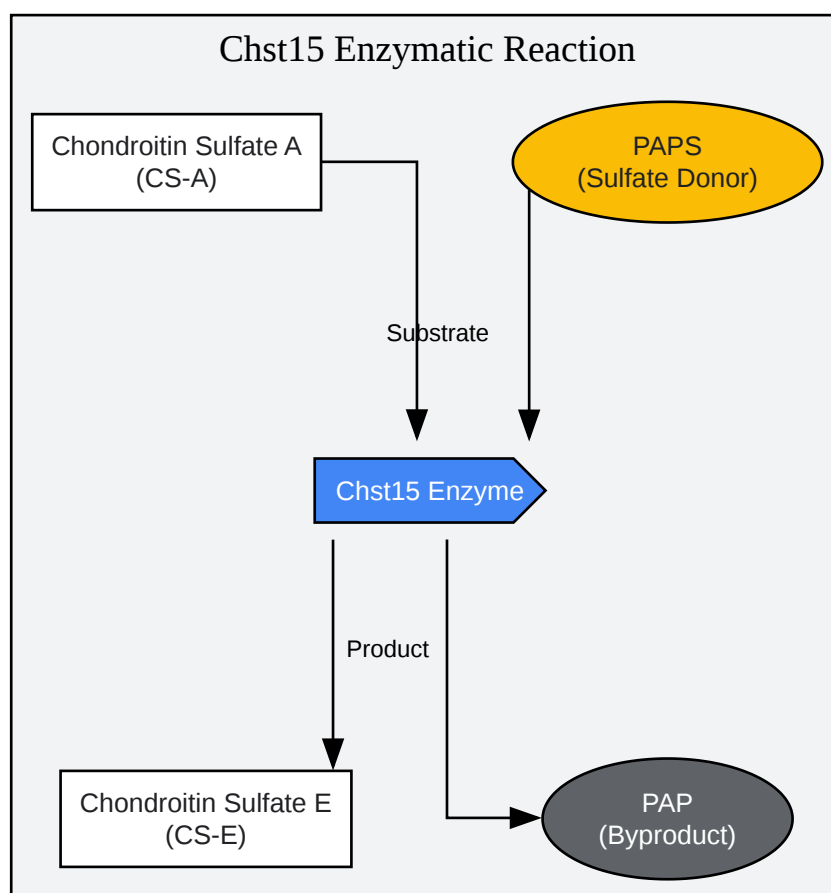 Chst15 Enzymatic Reaction
Chondroitin Sulfate A
(CS-A)
PAPS
(Sulfate Donor)
Substrate
Chst15 Enzyme
Product
Chondroitin Sulfate E
(CS-E)
PAP
(Byproduct)